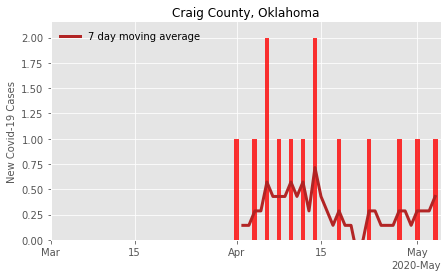 Craig County, Oklahoma
7 day moving average
New Covid-19 Cases
2.00
1.75
1.50
1.25
1.00
0.75
0.50
0.25
0.00
Mar
15
Apr
15
May
2020-May